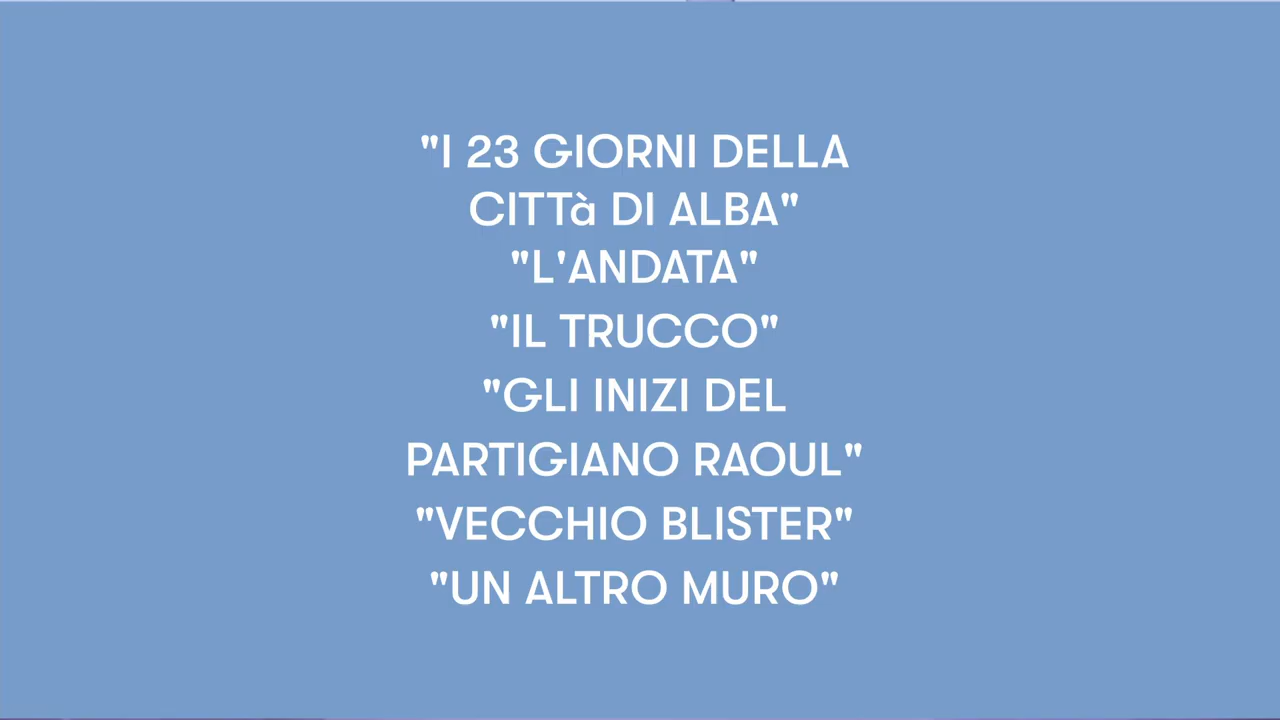 "I 23 GIORNI DELLA
CITTà DI ALBA"
"L'ANDATA"
"IL TRUCCO"
"GLI INIZI DEL
PARTIGIANO RAOUL"
"VECCHIO BLISTER"
"UN ALTRO MURO"